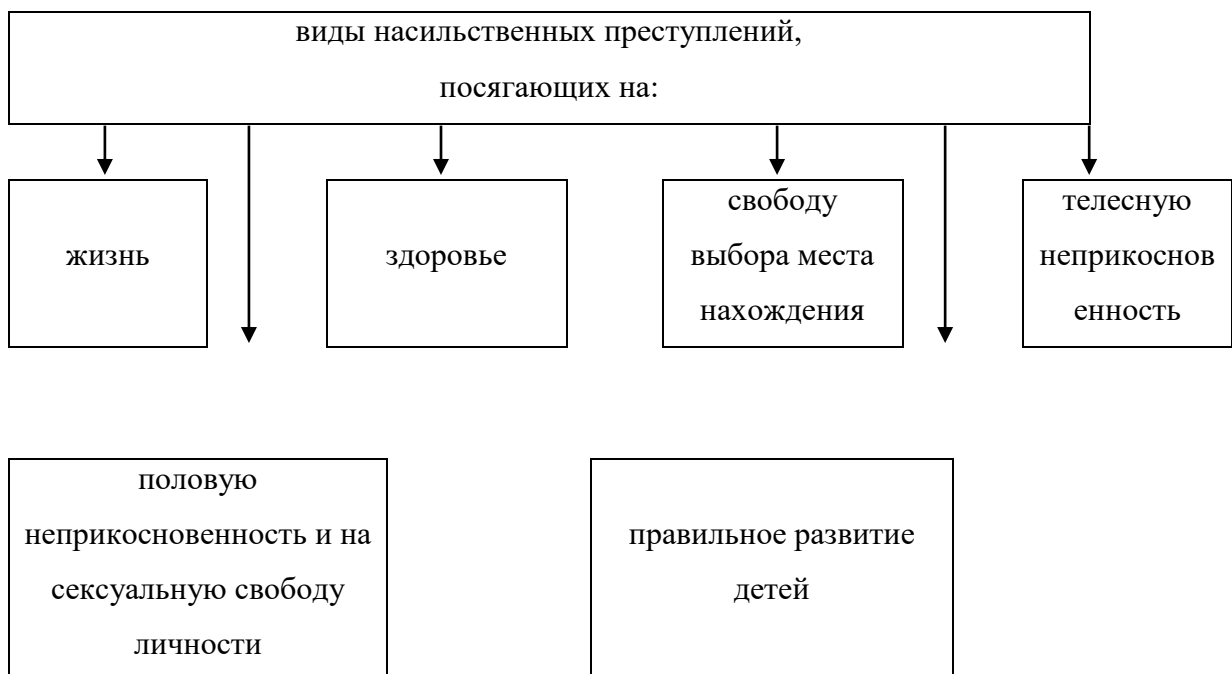 виды насильственных преступлений,
посягающих на:
жизнь
здоровье
свободу
выбора места
нахождения
телесную
неприкоснов
енность
половую
неприкосновенность и на
сексуальную свободу
личности
правильное развитие
детей